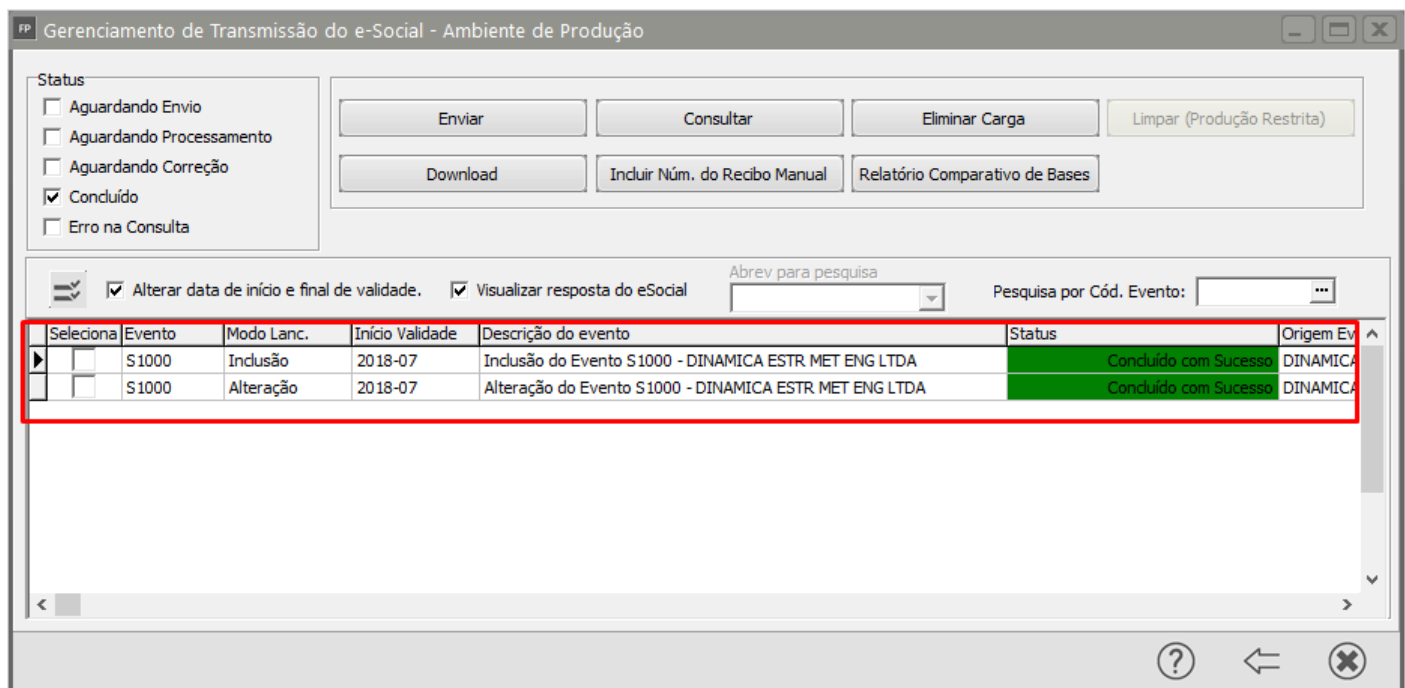 FP Gerenciamento de Transmissão do e-Social - Ambiente de Produção
Status
Aguardando Envio
Aguardando Processamento
Aguardando Correção
Concluído
Erro na Consulta
Enviar Consultar Eliminar Carga Limpar (Produção Restrita)
Download Incluir Núm. do Recibo Manual Relatório Comparativo de Bases
Abrev para pesquisa
Alterar data de início e final de validade. Visualizar resposta do eSocial Pesquisa por Cód. Evento: ...
Seleciona Evento Modo Lanc. Início Validade Descrição do evento Status Origem Ev
S1000 Inclusão 2018-07 Inclusão do Evento S1000 - DINAMICA ESTR MET ENG LTDA Concluído com Sucesso DINAMICA
S1000 Alteração 2018-07 Alteração do Evento S1000 - DINAMICA ESTR MET ENG LTDA Concluído com Sucesso DINAMICA